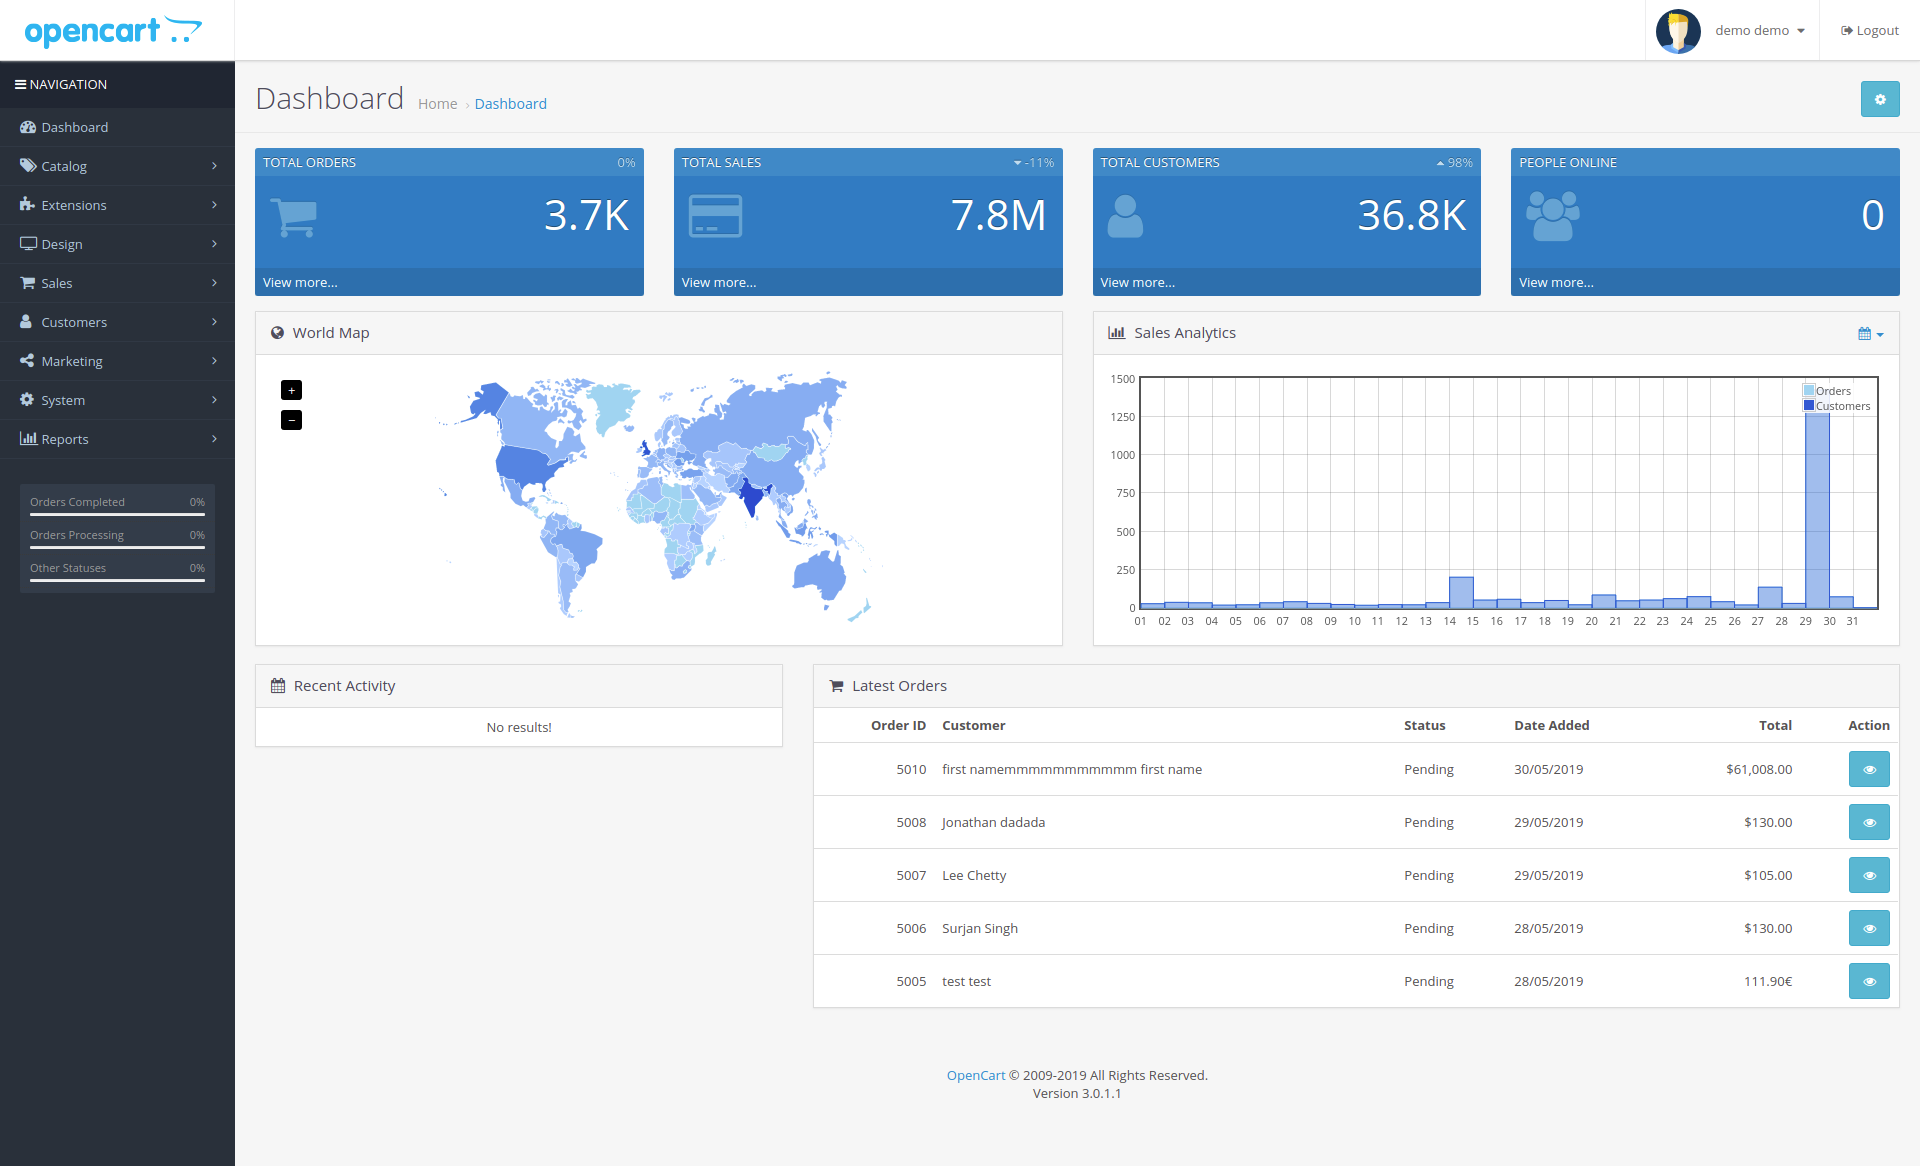 opencart
demo demo
Logout
NAVIGATION
Dashboard
Catalog
Extensions
Design
Sales
Customers
Marketing
System
Reports
Orders Completed 0%
Orders Processing 0%
Other Statuses 0%
Dashboard Home › Dashboard
TOTAL ORDERS 0%
3.7K
View more...
TOTAL SALES -11%
7.8M
View more...
TOTAL CUSTOMERS 98%
36.8K
View more...
PEOPLE ONLINE
0
View more...
World Map
+
−
Sales Analytics
1500
1250
1000
750
500
250
0
Orders
Customers
01 02 03 04 05 06 07 08 09 10 11 12 13 14 15 16 17 18 19 20 21 22 23 24 25 26 27 28 29 30 31
Recent Activity
No results!
Latest Orders
Order ID Customer Status Date Added Total Action
5010 first namemmmmmmmmmmm first name Pending 30/05/2019 $61,008.00
5008 Jonathan dadada Pending 29/05/2019 $130.00
5007 Lee Chetty Pending 29/05/2019 $105.00
5006 Surjan Singh Pending 28/05/2019 $130.00
5005 test test Pending 28/05/2019 111.90€
OpenCart © 2009-2019 All Rights Reserved.
Version 3.0.1.1